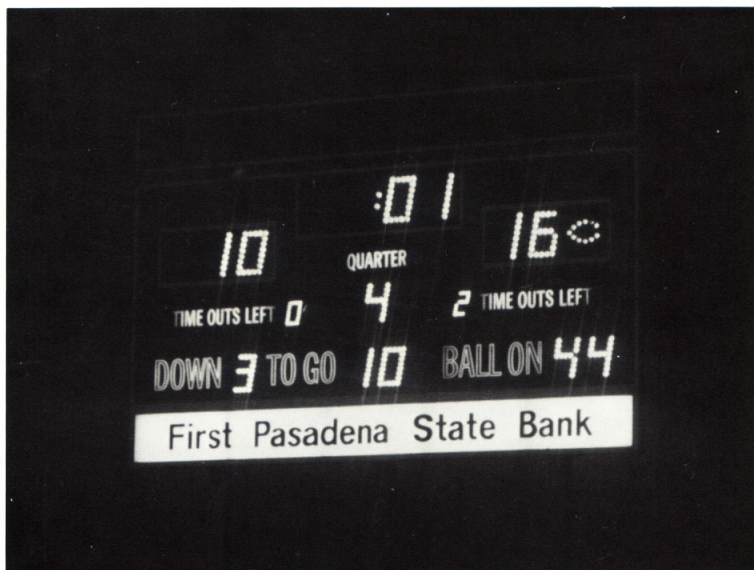 :01
10 16
QUARTER
TIME OUTS LEFT 0 4 2 TIME OUTS LEFT
DOWN 3 TO GO 10 BALL ON 44
First Pasadena State Bank